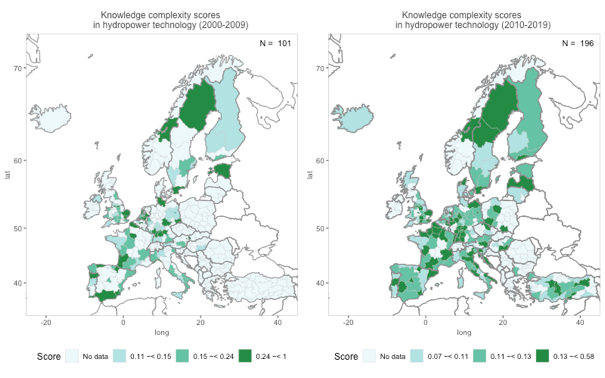 Knowledge complexity scores
in hydropower technology (2000-2009)
N = 101
70
60
50
40
lat
-20
0
20
40
long
Score
No data
0.11 −< 0.15
0.15 −< 0.24
0.24 −< 1
Knowledge complexity scores
in hydropower technology (2010-2019)
N = 196
70
60
50
40
lat
-20
0
20
40
long
Score
No data
0.07 −< 0.11
0.11 −< 0.13
0.13 −< 0.58